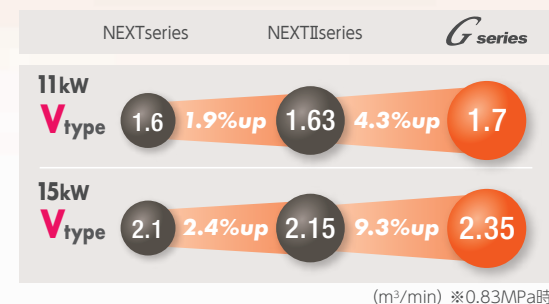 NEXTseries NEXTⅡseries G series
11kW
Vtype 1.6 1.9%up 1.63 4.3%up 1.7
15kW
Vtype 2.1 2.4%up 2.15 9.3%up 2.35
(m³/min) ※0.83MPa時